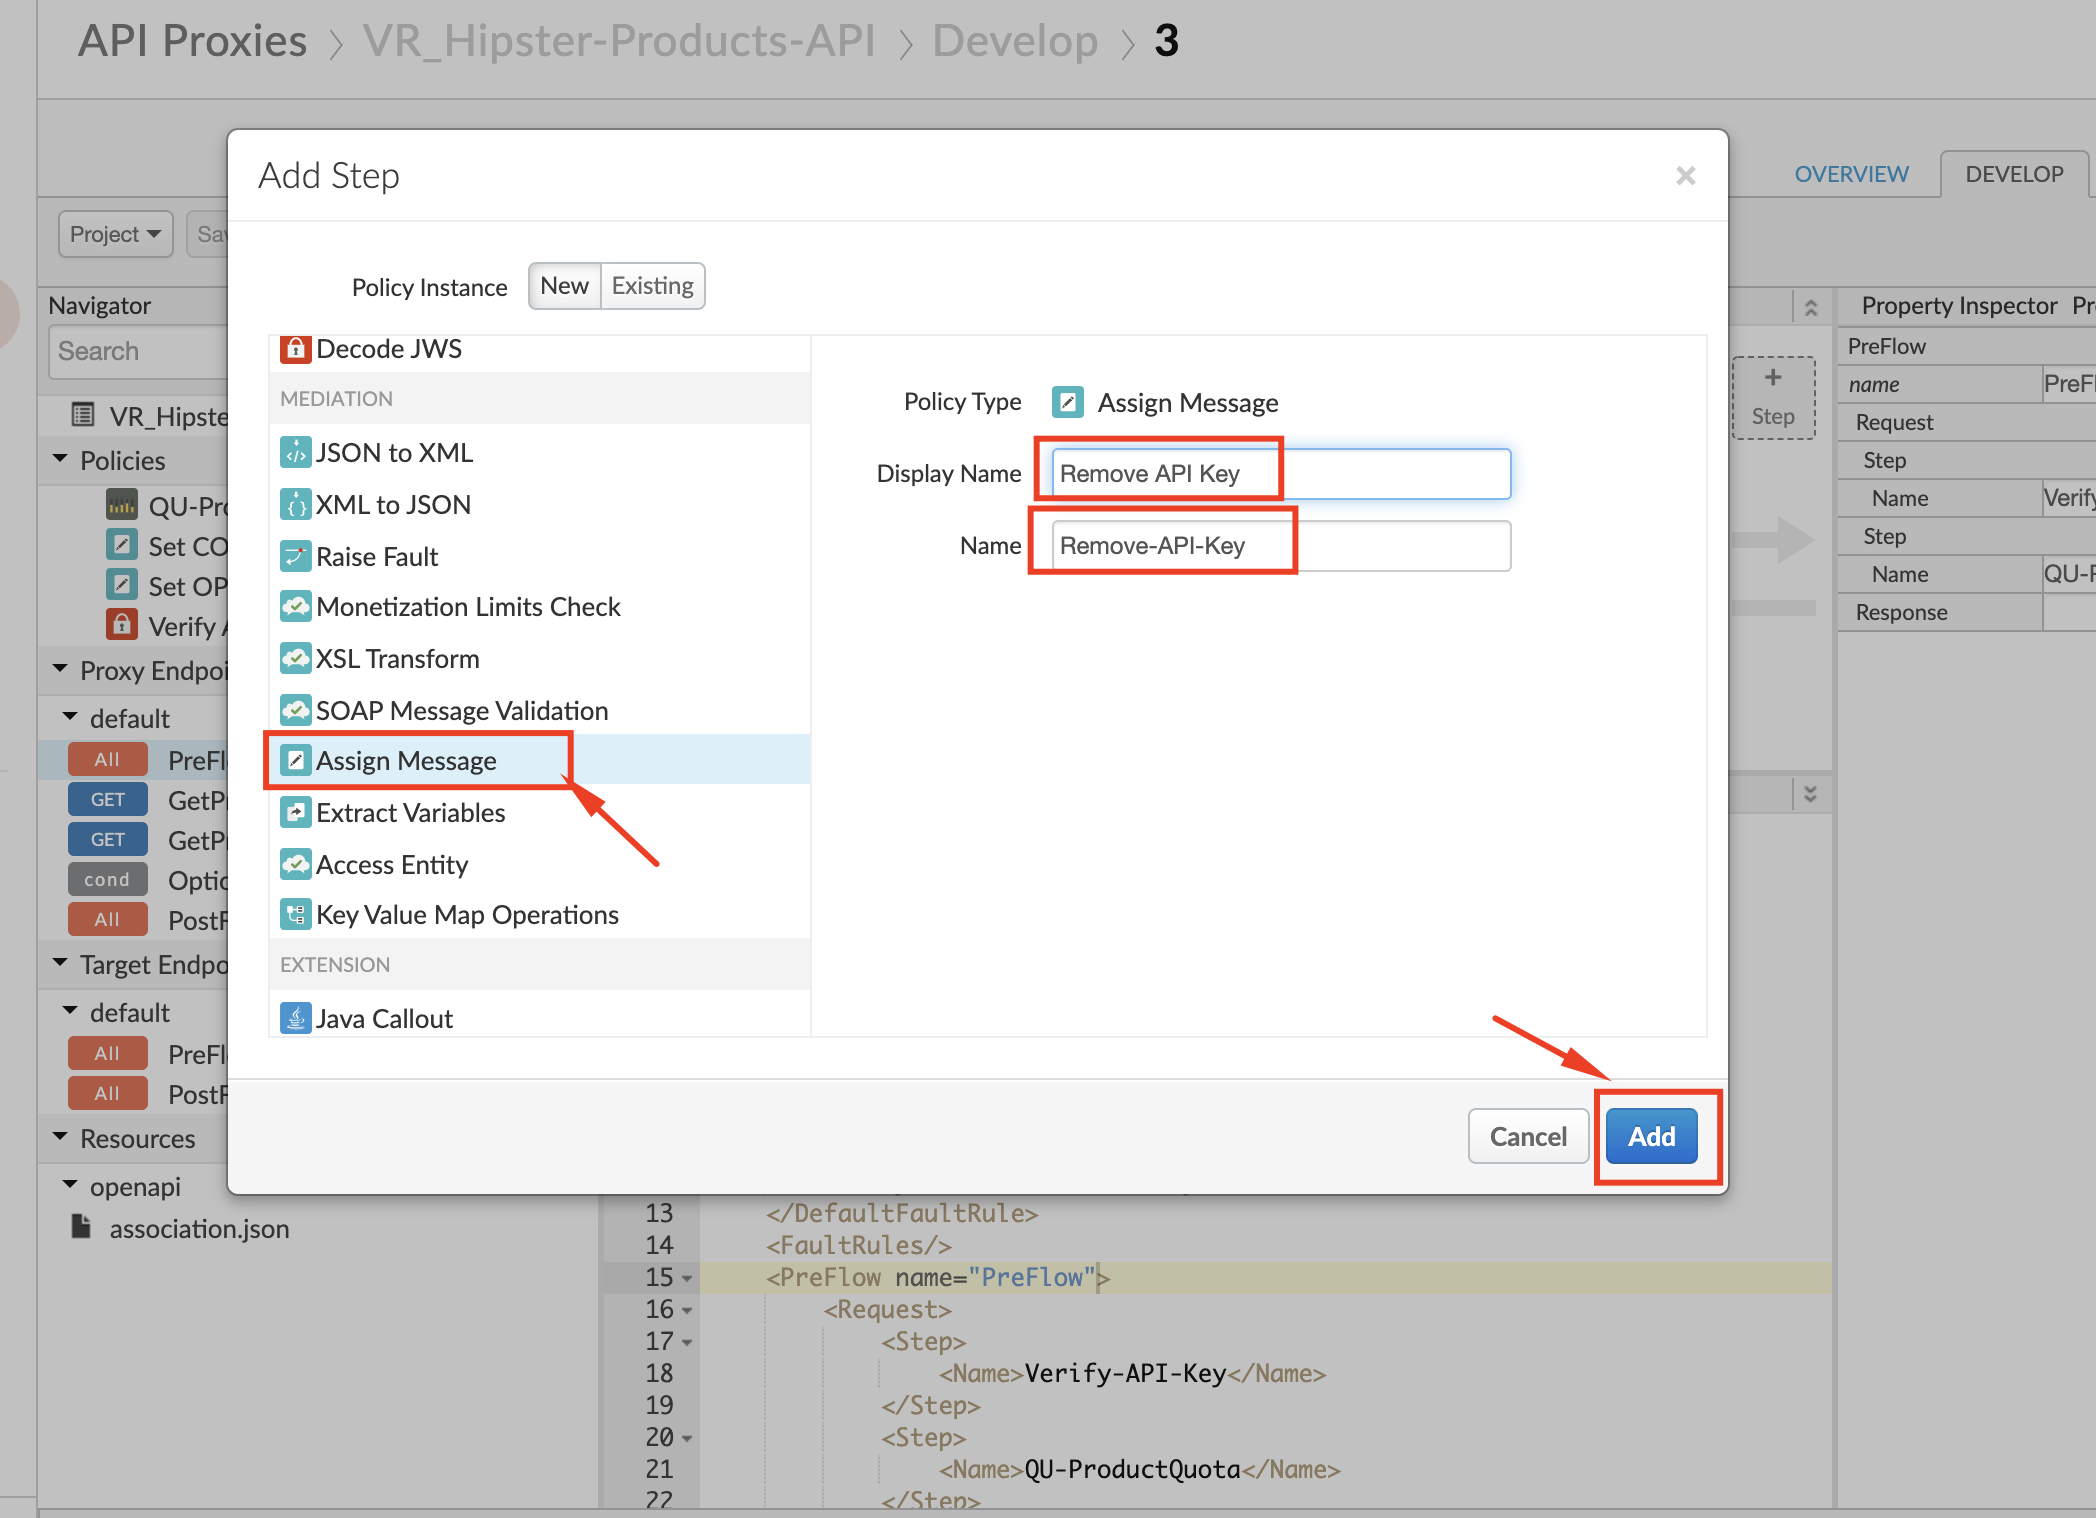 API Proxies > VR_Hipster-Products-API > Develop > 3
OVERVIEW
DEVELOP
Project
Navigator
Search
VR_Hipste
Policies
QU-Pro
Set CO
Set OP
Verify A
Proxy Endpoi
default
All PreFl
GET GetPr
GET GetPr
cond Optio
All PostF
Target Endpo
default
All PreFl
All PostF
Resources
openapi
association.json
Add Step
×
Policy Instance New Existing
Decode JWS
MEDIATION
JSON to XML
XML to JSON
Raise Fault
Monetization Limits Check
XSL Transform
SOAP Message Validation
Assign Message
Extract Variables
Access Entity
Key Value Map Operations
EXTENSION
Java Callout
Policy Type Assign Message
Display Name Remove API Key
Name Remove-API-Key
Cancel Add
+
Step
Property Inspector Pr
PreFlow
name PreF
Request
Step
Name Verify
Step
Name QU-P
Response
13 </DefaultFaultRule>
14 <FaultRules/>
15 <PreFlow name="PreFlow">
16 <Request>
17 <Step>
18 <Name>Verify-API-Key</Name>
19 </Step>
20 <Step>
21 <Name>QU-ProductQuota</Name>
22 </Step>